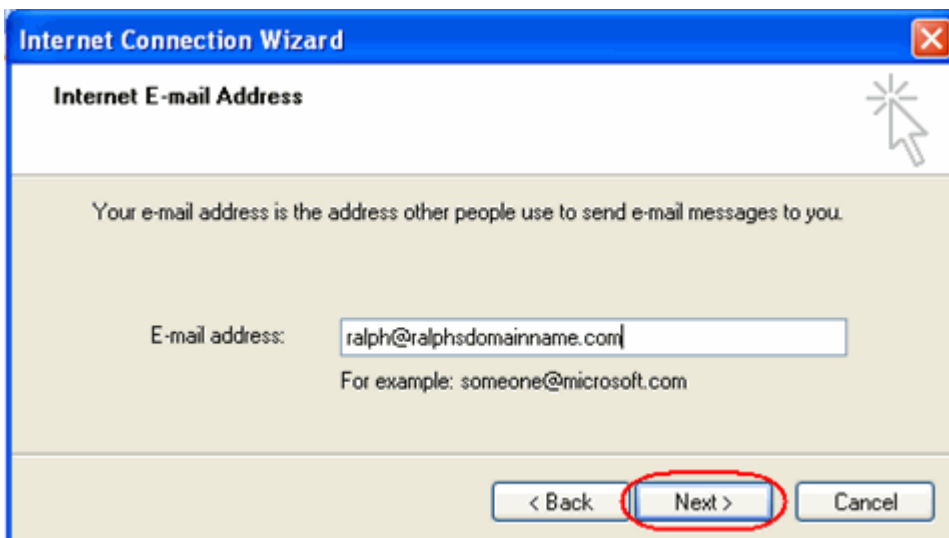 Internet Connection Wizard
Internet E-mail Address
Your e-mail address is the address other people use to send e-mail messages to you.
E-mail address: ralph@ralphsdomainname.com
For example: someone@microsoft.com
< Back Next > Cancel